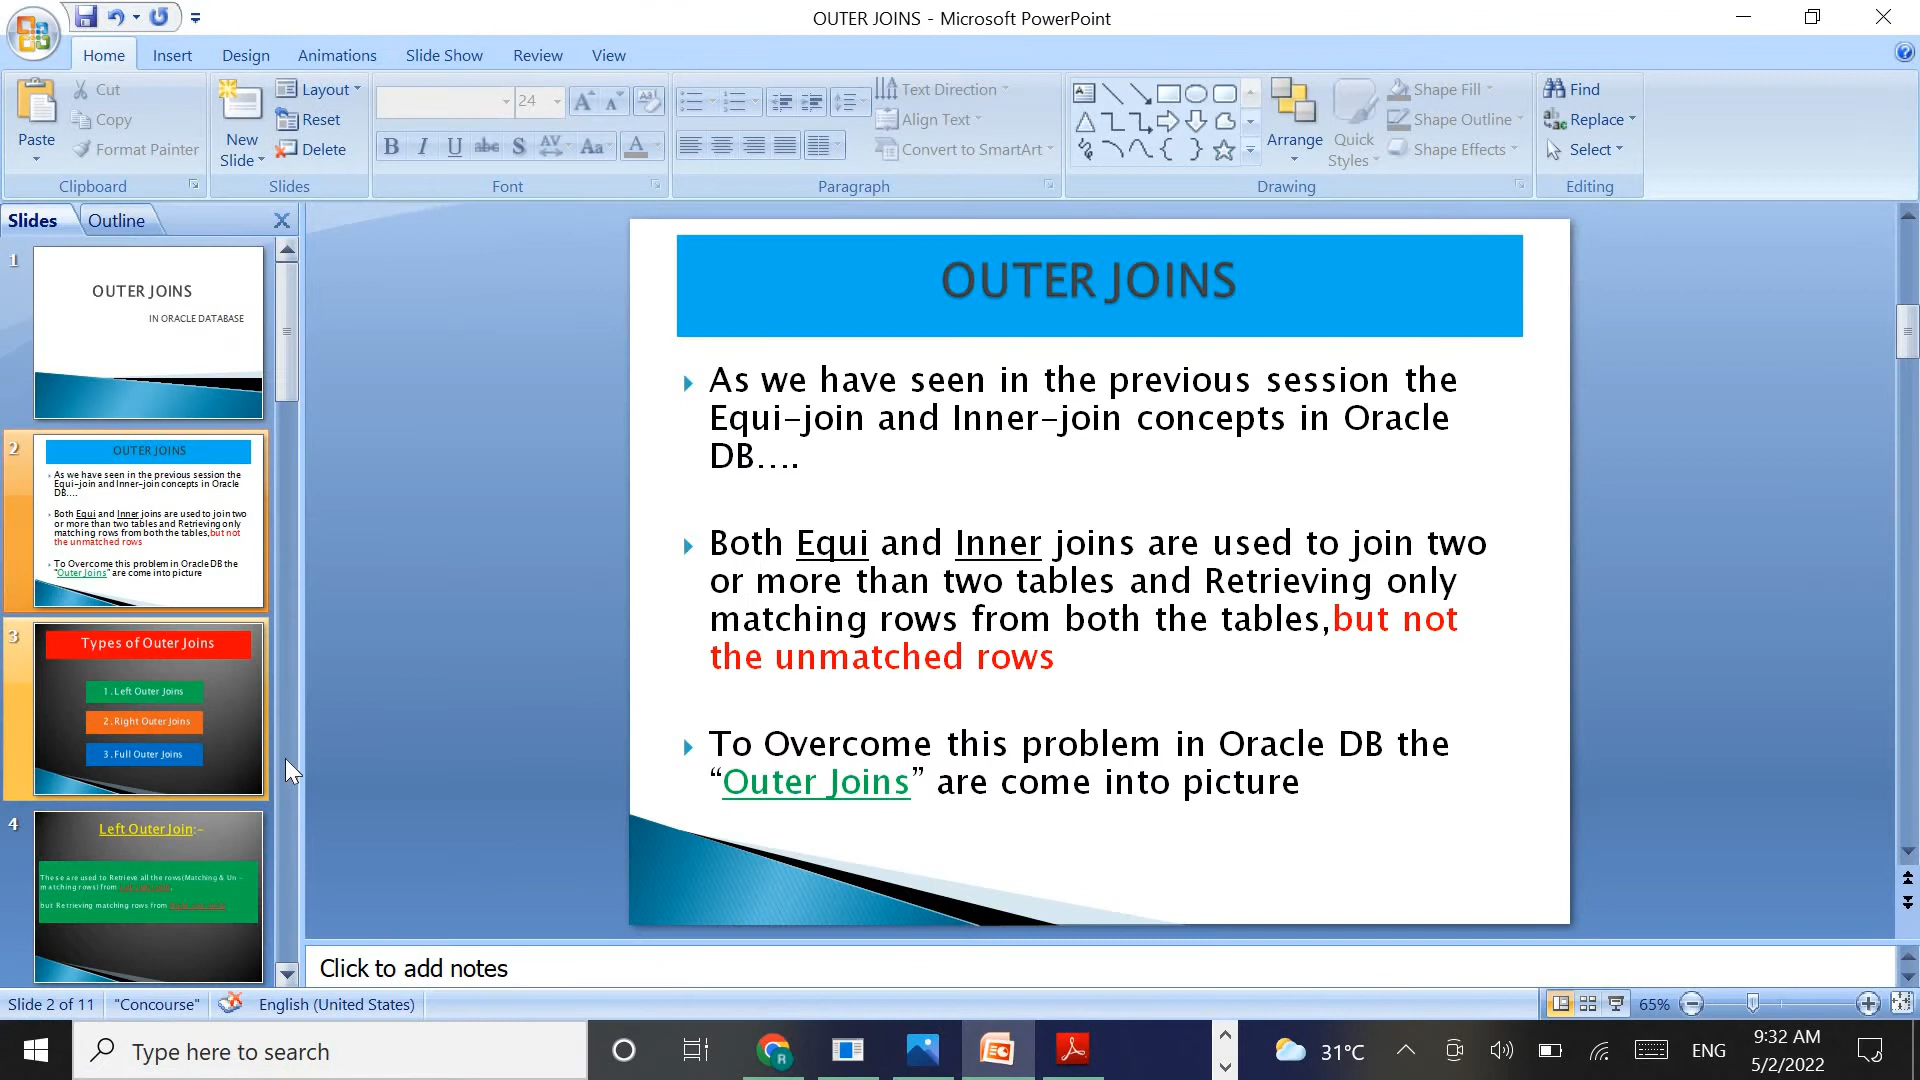 OUTER JOINS - Microsoft PowerPoint
Home Insert Design Animations Slide Show Review View
Paste
Cut
Copy
Format Painter
Clipboard
New
Slide
Layout
Reset
Delete
Slides
24
B I U abc S AV Aa A
Font
Text Direction
Align Text
Convert to SmartArt
Paragraph
Arrange
Quick
Styles
Shape Fill
Shape Outline
Shape Effects
Drawing
Find
Replace
Select
Editing
Slides Outline
1
OUTER JOINS
IN ORACLE DATABASE
2
OUTER JOINS
As we have seen in the previous session the
Equi-join and Inner-join concepts in Oracle
DB....
Both Equi and Inner joins are used to join two
or more than two tables and Retrieving only
matching rows from both the tables,but not
the unmatched rows
To Overcome this problem in Oracle DB the
"Outer Joins" are come into picture
3
Types of Outer Joins
1.Left Outer Joins
2.Right Outer Joins
3.Full Outer Joins
4
Left Outer Join:-
These are used to Retrieve all the rows(Matching & Un -
matching rows) from
but Retrieving matching rows from
OUTER JOINS
As we have seen in the previous session the
Equi-join and Inner-join concepts in Oracle
DB....
Both Equi and Inner joins are used to join two
or more than two tables and Retrieving only
matching rows from both the tables,but not
the unmatched rows
To Overcome this problem in Oracle DB the
“Outer Joins” are come into picture
Click to add notes
Slide 2 of 11 "Concourse" English (United States) 65%
Type here to search
31°C
ENG
9:32 AM
5/2/2022